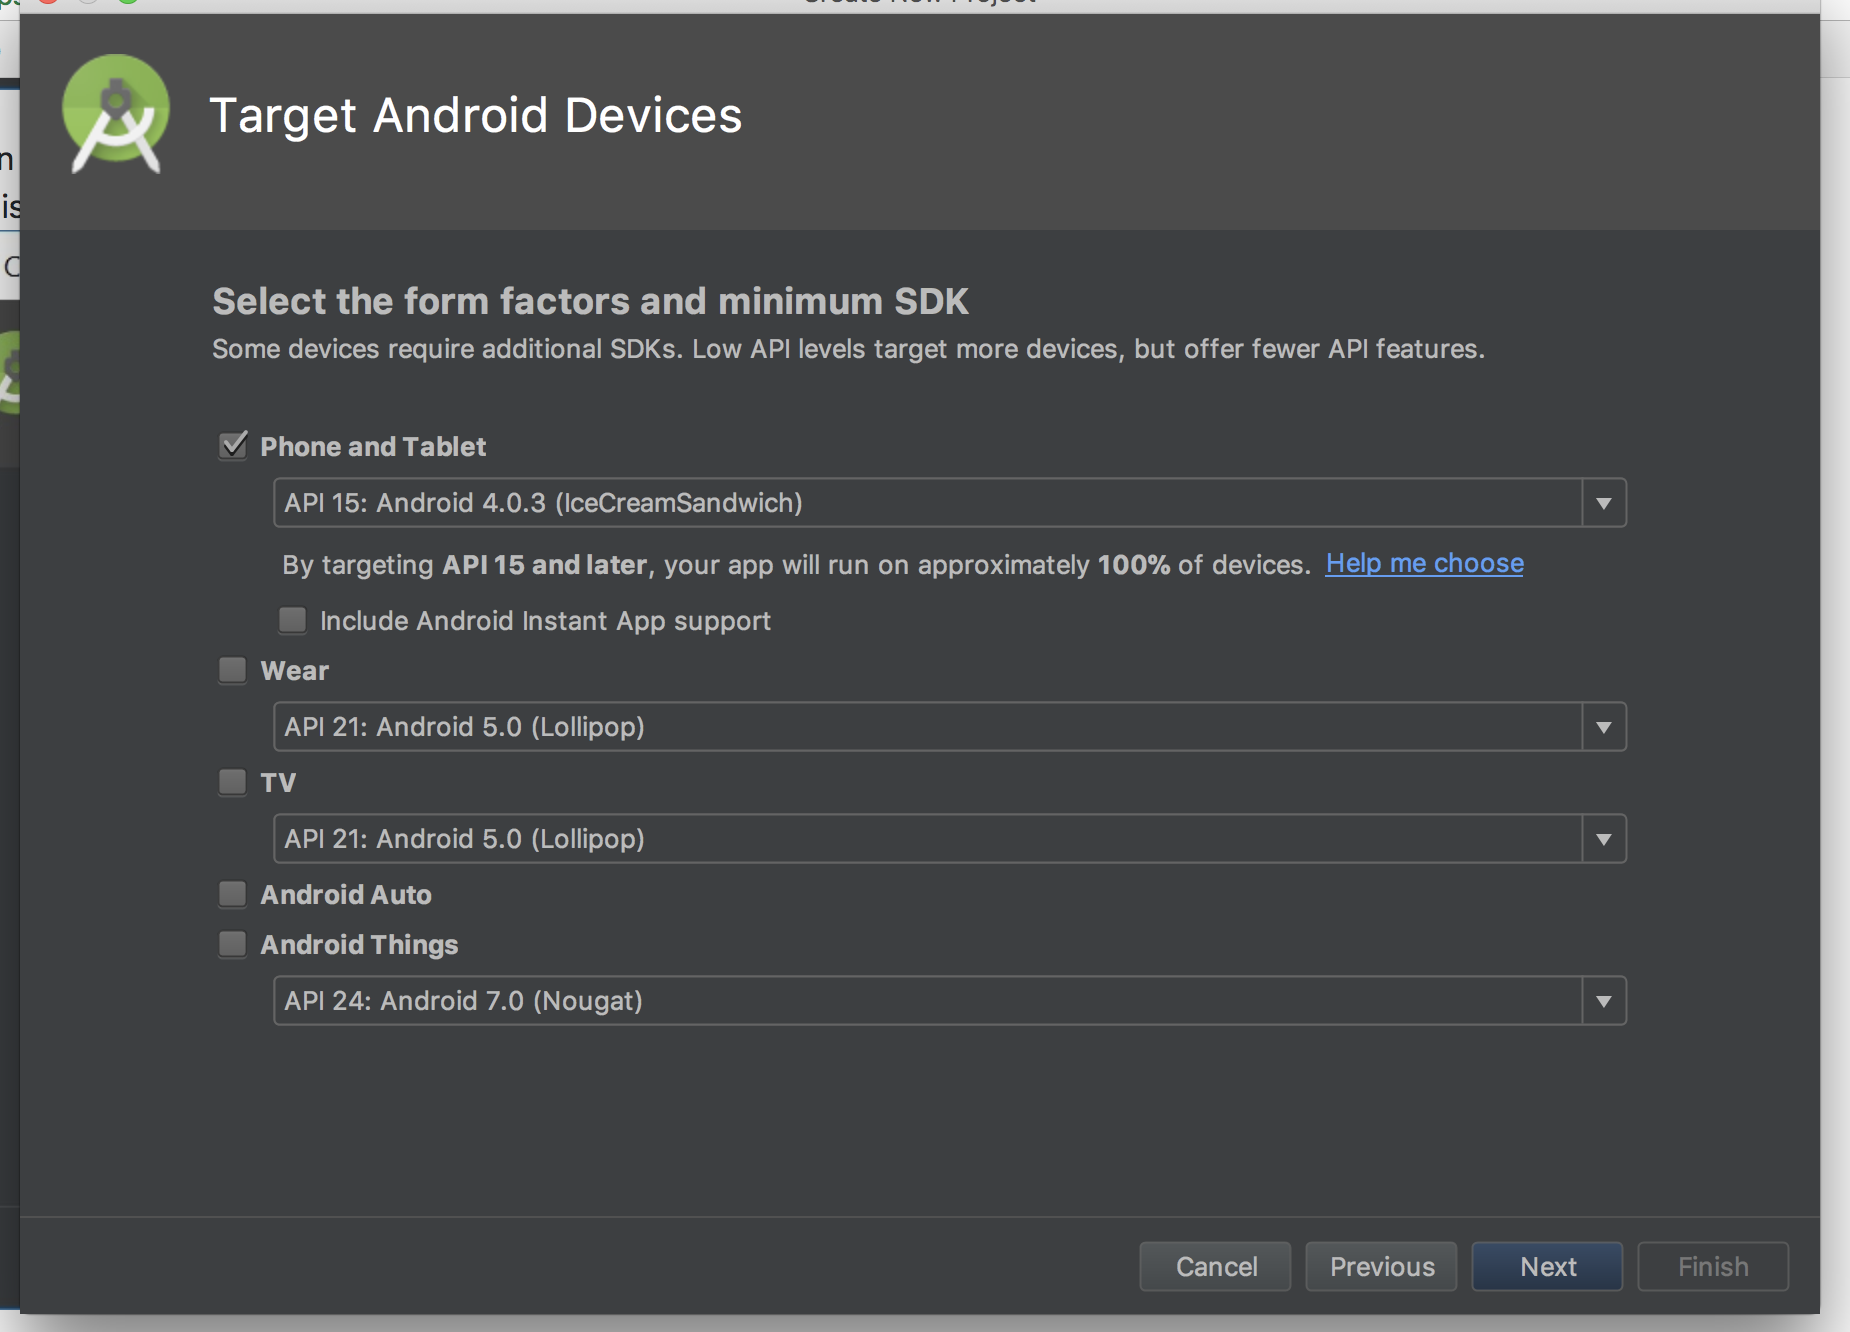 Target Android Devices
Select the form factors and minimum SDK
Some devices require additional SDKs. Low API levels target more devices, but offer fewer API features.
Phone and Tablet
API 15: Android 4.0.3 (IceCreamSandwich)
By targeting API 15 and later, your app will run on approximately 100% of devices. Help me choose
Include Android Instant App support
Wear
API 21: Android 5.0 (Lollipop)
TV
API 21: Android 5.0 (Lollipop)
Android Auto
Android Things
API 24: Android 7.0 (Nougat)
Cancel Previous Next Finish